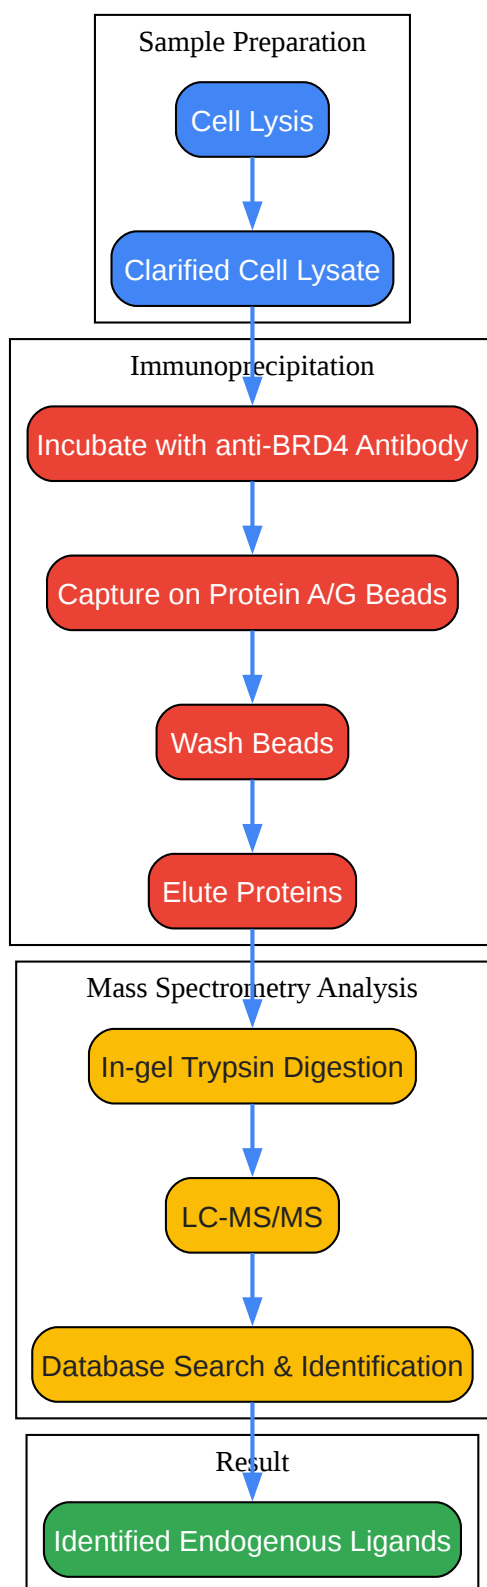 Sample Preparation
Cell Lysis
Clarified Cell Lysate
Immunoprecipitation
Incubate with anti-BRD4 Antibody
Capture on Protein A/G Beads
Wash Beads
Elute Proteins
Mass Spectrometry Analysis
In-gel Trypsin Digestion
LC-MS/MS
Database Search & Identification
Result
Identified Endogenous Ligands